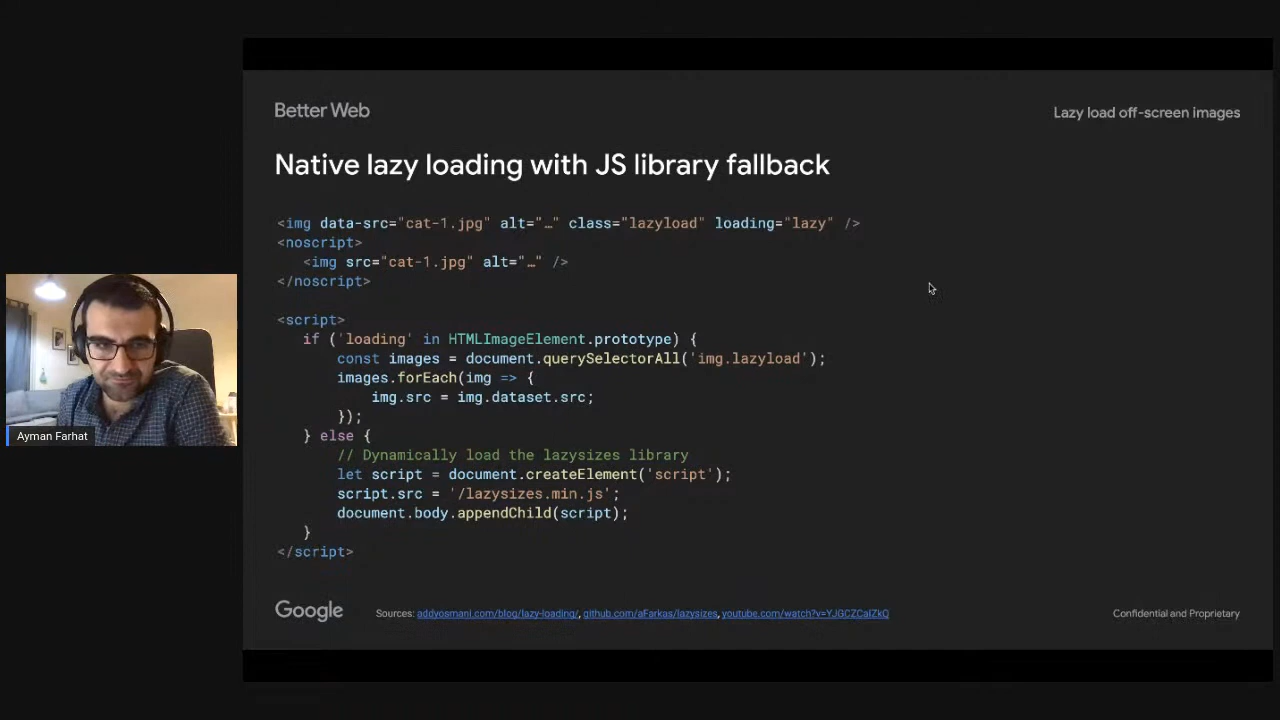 Better Web
Lazy load off-screen images
Native lazy loading with JS library fallback
<img data-src="cat-1.jpg" alt="…" class="lazyload" loading="lazy" />
<noscript>
<img src="cat-1.jpg" alt="…" />
</noscript>
<script>
if ('loading' in HTMLImageElement.prototype) {
const images = document.querySelectorAll('img.lazyload');
images.forEach(img => {
img.src = img.dataset.src;
});
} else {
// Dynamically load the lazysizes library
let script = document.createElement('script');
script.src = '/lazysizes.min.js';
document.body.appendChild(script);
}
</script>
Ayman Farhat
Google
Sources: addyosmani.com/blog/lazy-loading/, github.com/aFarkas/lazysizes, youtube.com/watch?v=YJGCZCaIZkQ
Confidential and Proprietary